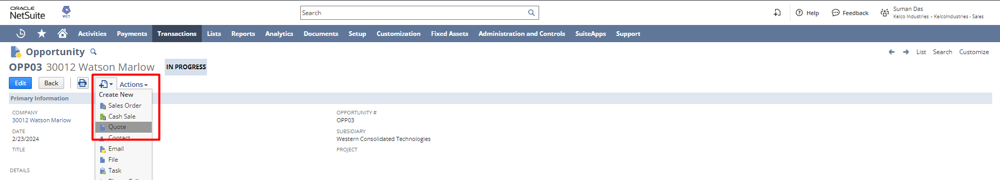 ORACLE
NetSuite
WCT
Search
Help
Feedback
Suman Das
Kelco Industries - KelcoIndustries - Sales
Activities Payments Transactions Lists Reports Analytics Documents Setup Customization Fixed Assets Administration and Controls SuiteApps Support
Opportunity
List Search Customize
OPP03 30012 Watson Marlow IN PROGRESS
Edit Back Actions
Create New
Primary Information
Sales Order
Cash Sale
Quote
Contact
Email
File
Task
COMPANY
30012 Watson Marlow
DATE
2/23/2024
TITLE
DETAILS
OPPORTUNITY #
OPP03
SUBSIDIARY
Western Consolidated Technologies
PROJECT